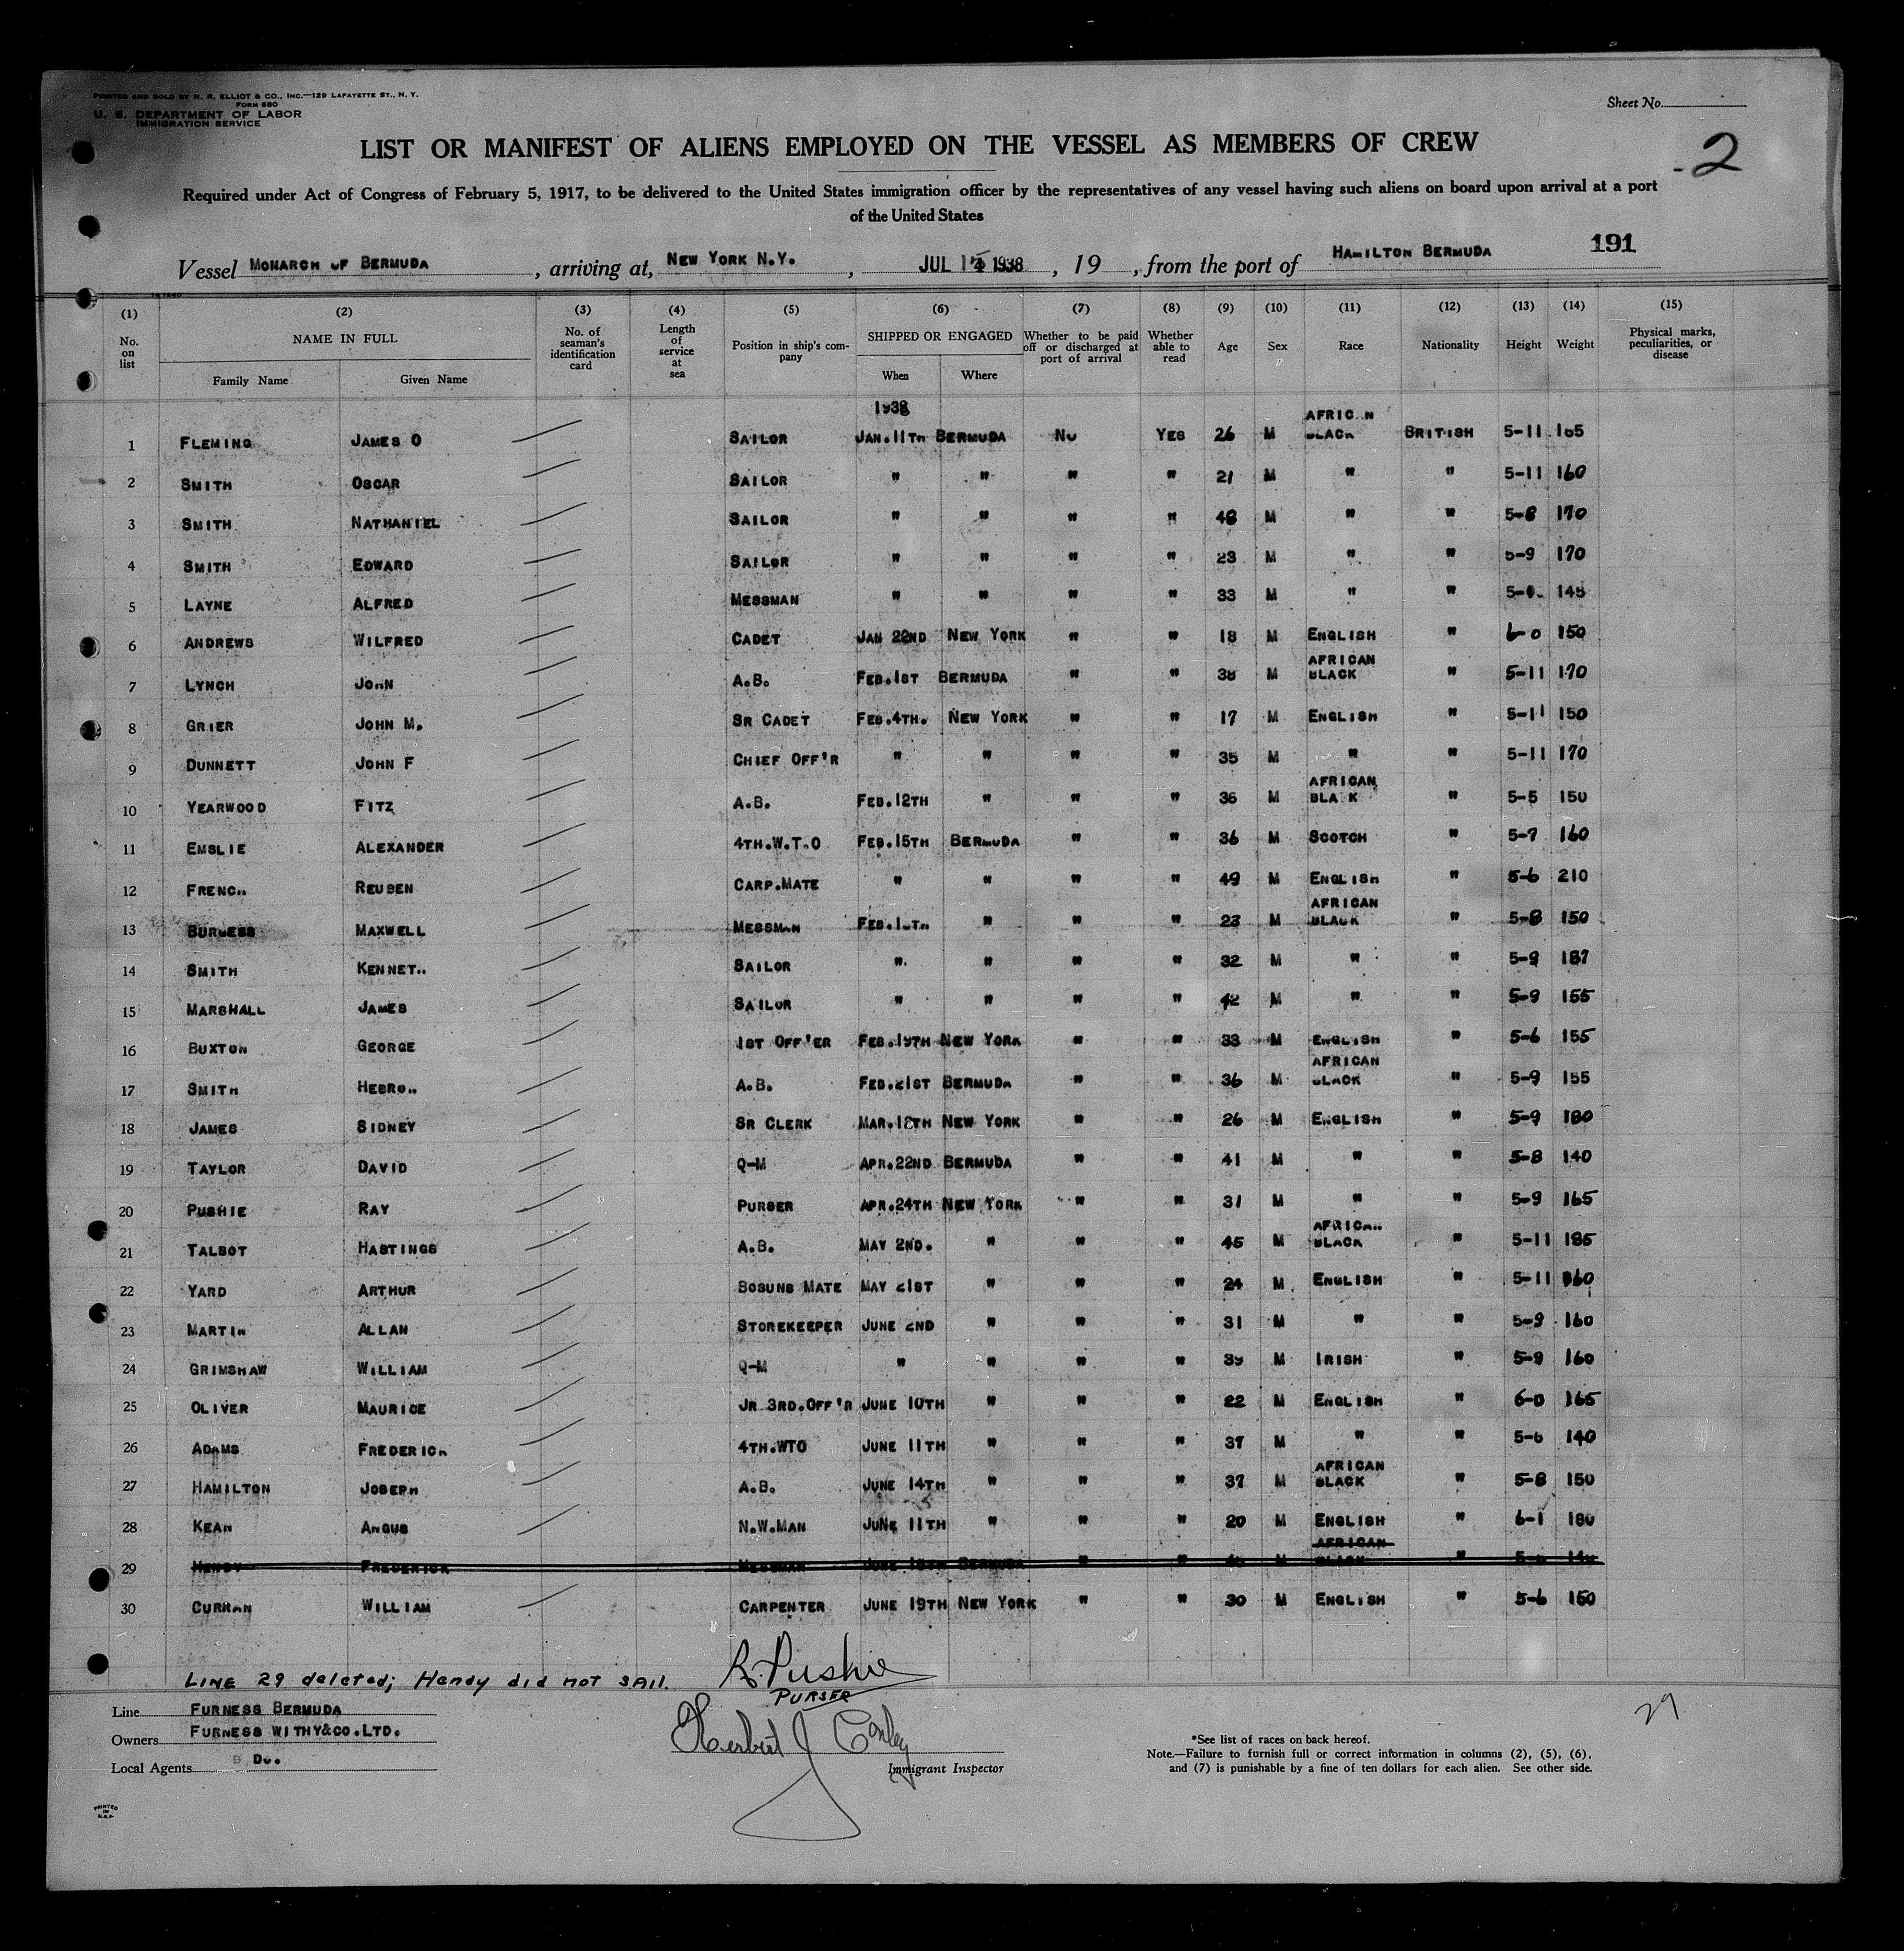 PRINTED AND SOLD BY N. R. ELLIOT & CO., INC.—129 LAFAYETTE ST., N. Y.
FORM 680
U. S. DEPARTMENT OF LABOR
IMMIGRATION SERVICE
Sheet No.
LIST OR MANIFEST OF ALIENS EMPLOYED ON THE VESSEL AS MEMBERS OF CREW
2
Required under Act of Congress of February 5, 1917, to be delivered to the United States immigration officer by the representatives of any vessel having such aliens on board upon arrival at a port
of the United States
191
Vessel MONARCH OF BERMUDA, arriving at, NEW YORK N.Y., JUL 1938, 19 , from the port of HAMILTON BERMUDA
(1) (2) (3) (4) (5) (6) (7) (8) (9) (10) (11) (12) (13) (14) (15)
No. on list NAME IN FULL Family Name Given Name No. of seaman's identification card Length of service at sea Position in ship's company SHIPPED OR ENGAGED When Where Whether to be paid off or discharged at port of arrival Whether able to read Age Sex Race Nationality Height Weight Physical marks, peculiarities, or disease
1938
1 FLEMING JAMES O SAILOR JAN.11TH BERMUDA NO YES 26 M AFRICAN BLACK BRITISH 5-11 165
2 SMITH OSCAR SAILOR " " " " 21 M " " 5-11 160
3 SMITH NATHANIEL SAILOR " " " " 48 M " " 5-8 170
4 SMITH EDWARD SAILOR " " " " 23 M " " 5-9 170
5 LAYNE ALFRED MESSMAN " " " " 33 M " " 145
6 ANDREWS WILFRED CADET JAN 22ND NEW YORK " " 18 M ENGLISH " 6-0 150
7 LYNCH JOHN A.B. FEB.1ST BERMUDA " " 38 M AFRICAN BLACK " 5-11 170
8 GRIER JOHN M. SR CADET FEB.4TH. NEW YORK " " 17 M ENGLISH " 5-11 150
9 DUNNETT JOHN F CHIEF OFF'R " " " " 35 M " " 5-11 170
10 YEARWOOD FITZ A.B. FEB.12TH " " " 36 M AFRICAN BLACK " 5-5 150
11 EMSLIE ALEXANDER 4TH.W.T.O FEB.15TH BERMUDA " " 36 M SCOTCH " 5-7 160
12 FRENCH REUBEN CARP.MATE " " " " 49 M ENGLISH " 5-6 210
13 BURGESS MAXWELL MESSMAN " " " 23 M AFRICAN BLACK " 5-8 150
14 SMITH KENNETH SAILOR " " " " 32 M " " 5-9 187
15 MARSHALL JAMES SAILOR " " " " 42 M " " 5-9 155
16 BUXTON GEORGE 1ST OFF'ER FEB.19TH NEW YORK " " 33 M ENGLISH " 5-6 155
17 SMITH HEBRON A.B. FEB.21ST BERMUDA " " 36 M AFRICAN BLACK " 5-9 155
18 JAMES SIDNEY SR CLERK MAR.12TH NEW YORK " " 26 M ENGLISH " 5-9 180
19 TAYLOR DAVID Q-M APR.22ND BERMUDA " " 41 M " " 5-8 140
20 PUSHIE RAY PURSER APR.24TH NEW YORK " " 31 M " " 5-9 165
21 TALBOT HASTINGS A.B. MAY 2ND. " " " 45 M AFRICAN BLACK " 5-11 185
22 YARD ARTHUR BOSUNS MATE MAY 21ST " " " 24 M ENGLISH " 5-11 160
23 MARTIN ALLAN STOREKEEPER JUNE 2ND " " " 31 M " " 5-9 160
24 GRIMSHAW WILLIAM Q-M " " " " 39 M IRISH " 5-9 160
25 OLIVER MAURICE JR 3RD.OFF'R JUNE 10TH " " " 22 M ENGLISH " 6-0 165
26 ADAMS FREDERICK 4TH.WTO JUNE 11TH " " " 37 M " " 5-6 140
27 HAMILTON JOSEPH A.B. JUNE 14TH " " " 37 M AFRICAN BLACK " 5-8 150
28 KEAN ANGUS N.W.MAN JUNE 11TH " " " 20 M ENGLISH " 6-1 180
29 HENDY FREDERICK MESSMAN JUNE BERMUDA " " M AFRICAN BLACK "
30 CURRAN WILLIAM CARPENTER JUNE 19TH NEW YORK " " 30 M ENGLISH " 5-6 150
LINE 29 deleted; Hendy did not sail. R. Pushie
PURSER
Line FURNESS BERMUDA
Owners FURNESS WITHY&CO.LTD.
Local Agents DO.
Herbert J Conley
Immigrant Inspector
29
*See list of races on back hereof.
Note.—Failure to furnish full or correct information in columns (2), (5), (6),
and (7) is punishable by a fine of ten dollars for each alien. See other side.
PRINTED
IN
U.S.A.